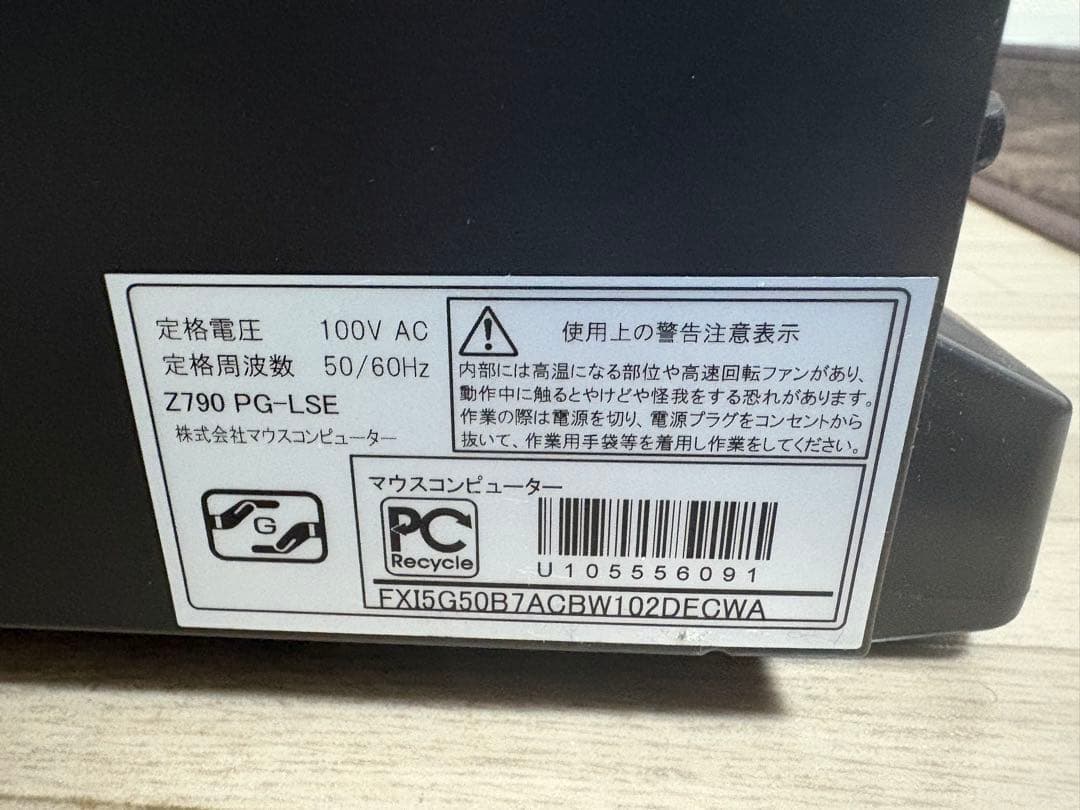 定格電圧 100V AC
定格周波数 50/60Hz
Z790 PG-LSE
株式会社マウスコンピューター
使用上の警告注意表示
内部には高温になる部位や高速回転ファンがあり、
動作中に触るとやけどや怪我をする恐れがあります。
作業の際は電源を切り、電源プラグをコンセントから
抜いて、作業用手袋等を着用し作業をしてください。
G
マウスコンピューター
PC
Recycle
U105556091
FXI5G50B7ACBW102DECWA